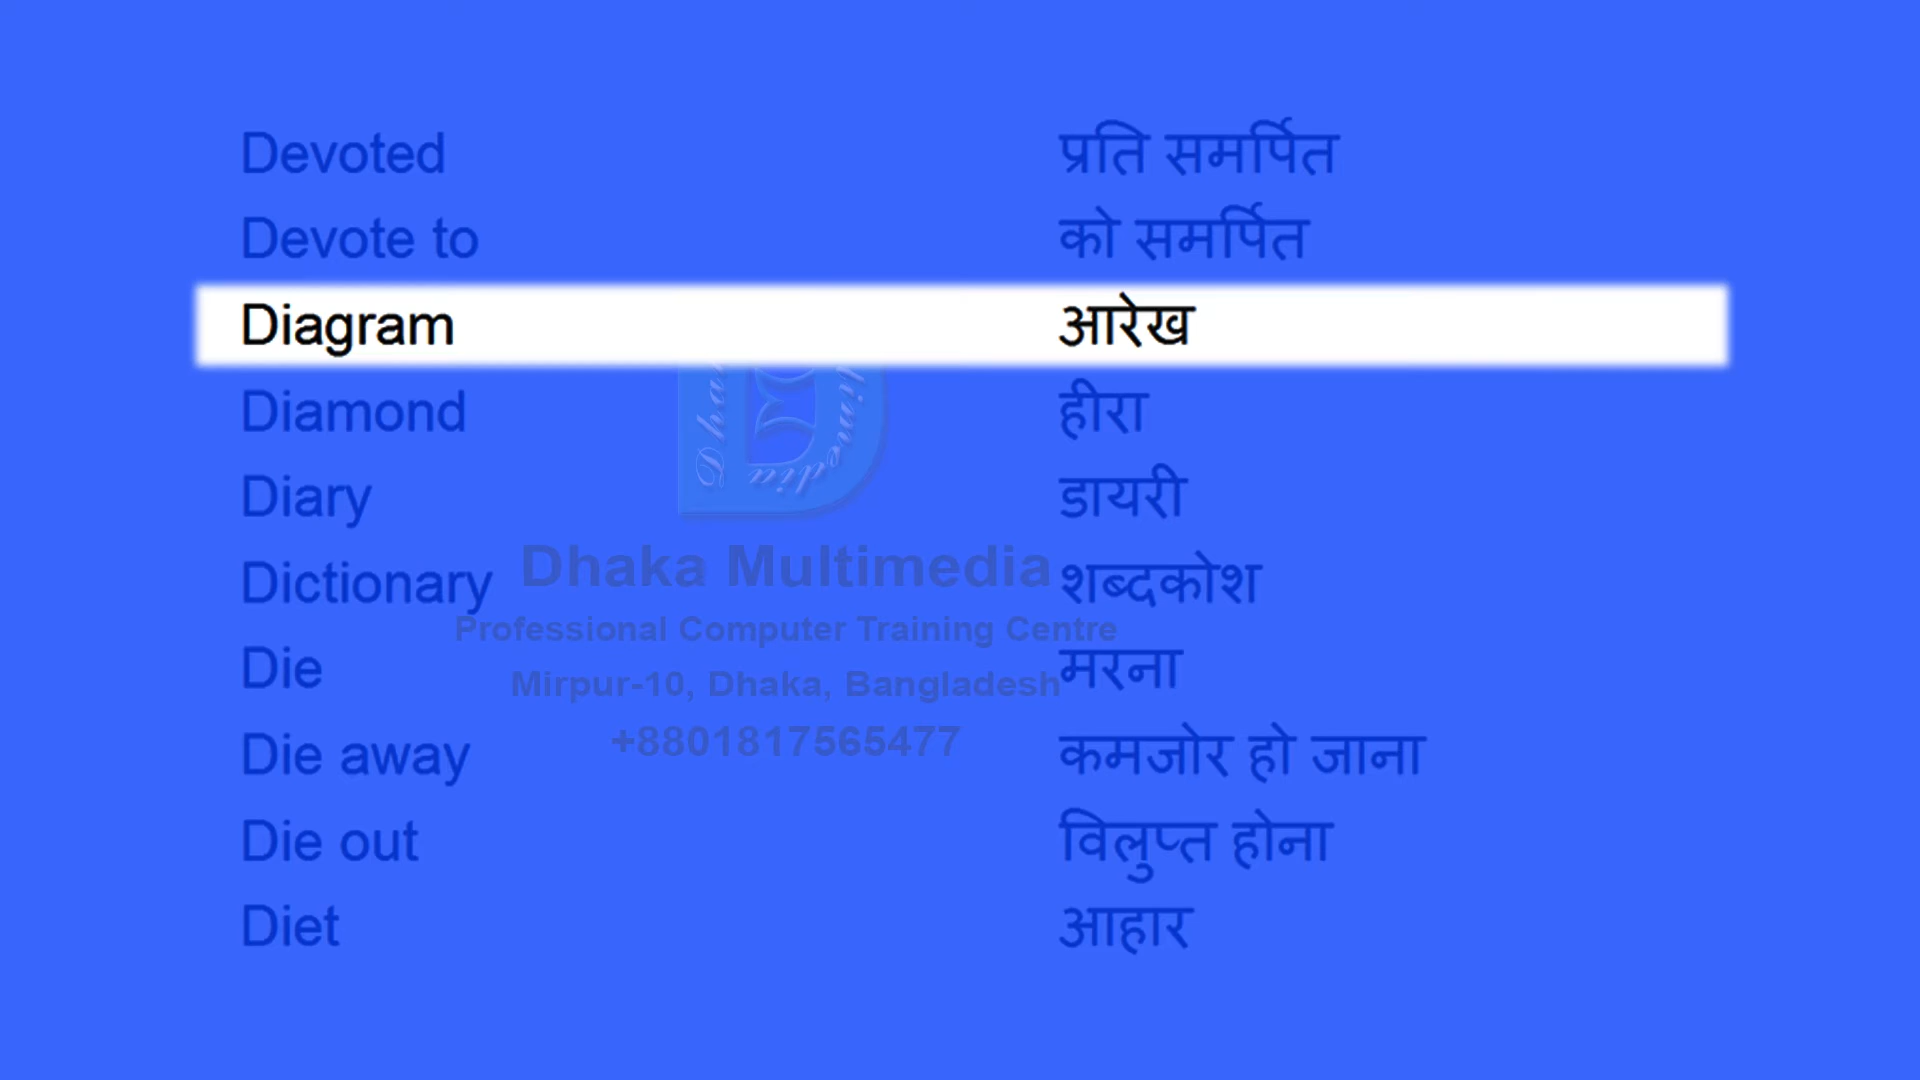 Devoted प्रति समर्पित
Devote to को समर्पित
Diagram आरेख
Diamond हीरा
Diary डायरी
Dictionary शब्दकोश
Die मरना
Die away कमजोर हो जाना
Die out विलुप्त होना
Diet आहार
Dhaka Multimedia
Professional Computer Training Centre
Mirpur-10, Dhaka, Bangladesh
+8801817565477